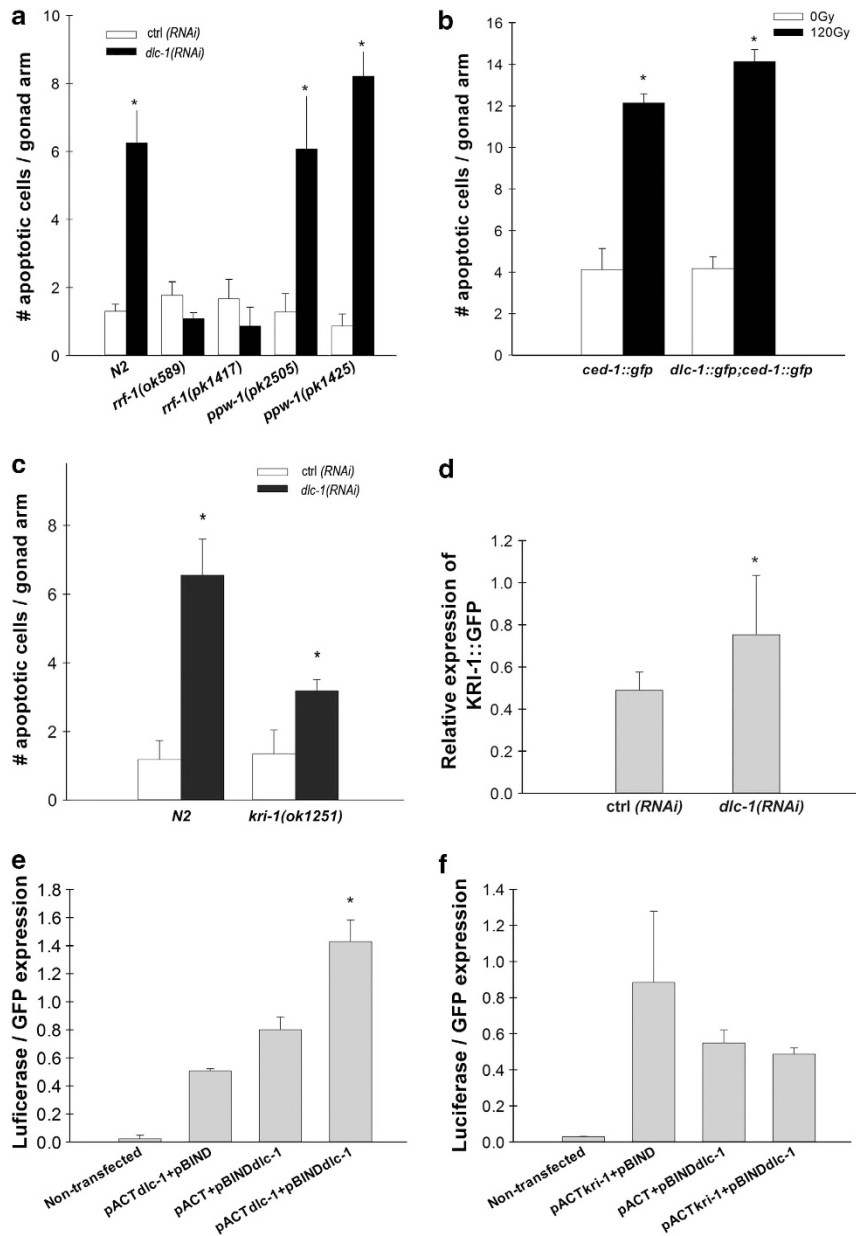 a
# apoptotic cells / gonad arm
10
8
6
4
2
0
ctrl (RNAi)
dlc-1(RNAi)
*
*
*
N2
rrf-1(ok589)
rrf-1(pk1417)
ppw-1(pk2505)
ppw-1(pk1425)
b
# apoptotic cells / gonad arm
16
14
12
10
8
6
4
2
0
0Gy
120Gy
*
*
ced-1::gfp
dlc-1::gfp;ced-1::gfp
c
# apoptotic cells / gonad arm
8
6
4
2
0
ctrl (RNAi)
dlc-1(RNAi)
*
*
N2
kri-1(ok1251)
d
Relative expression of
KRI-1::GFP
1.2
1.0
0.8
0.6
0.4
0.2
0.0
*
ctrl (RNAi)
dlc-1(RNAi)
e
Luficerase / GFP expression
1.8
1.6
1.4
1.2
1.0
0.8
0.6
0.4
0.2
0.0
*
Non-transfected
pACTdlc-1+pBIND
pACT+pBINDdlc-1
pACTdlc-1+pBINDdlc-1
f
Luciferase / GFP expression
1.4
1.2
1.0
0.8
0.6
0.4
0.2
0.0
Non-transfected
pACTkri-1+pBIND
pACT+pBINDdlc-1
pACTkri-1+pBINDdlc-1